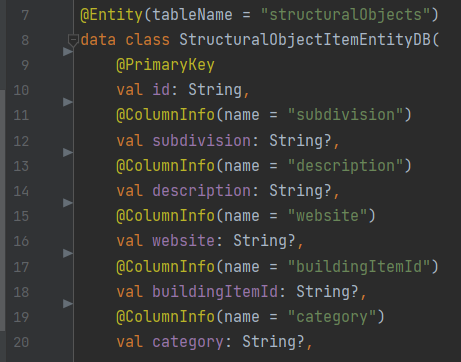 7 @Entity(tableName = "structuralObjects")
8 data class StructuralObjectItemEntityDB(
9 @PrimaryKey
10 val id: String,
11 @ColumnInfo(name = "subdivision")
12 val subdivision: String?,
13 @ColumnInfo(name = "description")
14 val description: String?,
15 @ColumnInfo(name = "website")
16 val website: String?,
17 @ColumnInfo(name = "buildingItemId")
18 val buildingItemId: String?,
19 @ColumnInfo(name = "category")
20 val category: String?,